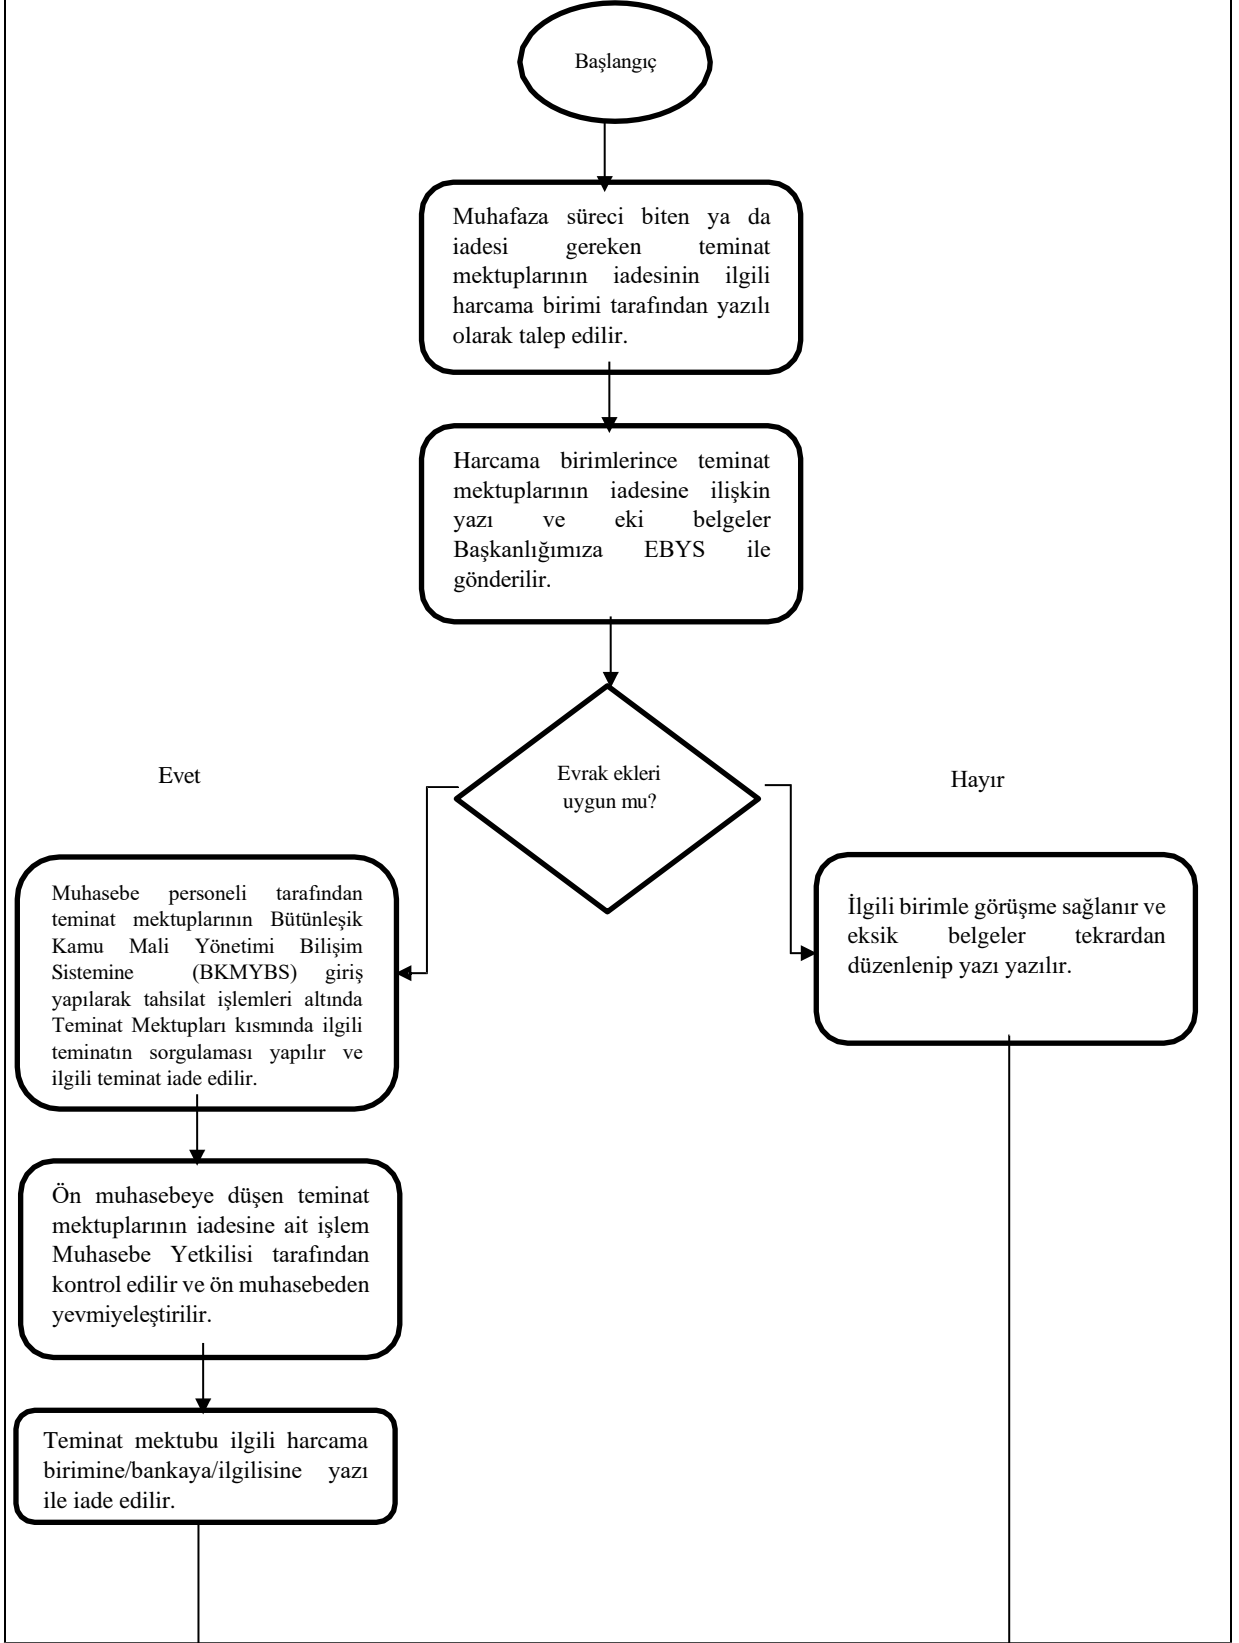 Başlangıç
Muhafaza süreci biten ya da
iadesi gereken teminat
mektuplarının iadesinin ilgili
harcama birimi tarafından yazılı
olarak talep edilir.
Harcama birimlerince teminat
mektuplarının iadesine ilişkin
yazı ve eki belgeler
Başkanlığımıza EBYS ile
gönderilir.
Evrak ekleri
uygun mu?
Evet
Hayır
Muhasebe personeli tarafından
teminat mektuplarının Bütünleşik
Kamu Mali Yönetimi Bilişim
Sistemine (BKMYBS) giriş
yapılarak tahsilat işlemleri altında
Teminat Mektupları kısmında ilgili
teminatın sorgulaması yapılır ve
ilgili teminat iade edilir.
İlgili birimle görüşme sağlanır ve
eksik belgeler tekrardan
düzenlenip yazı yazılır.
Ön muhasebeye düşen teminat
mektuplarının iadesine ait işlem
Muhasebe Yetkilisi tarafından
kontrol edilir ve ön muhasebeden
yevmiyeleştirilir.
Teminat mektubu ilgili harcama
birimine/bankaya/ilgilisine yazı
ile iade edilir.